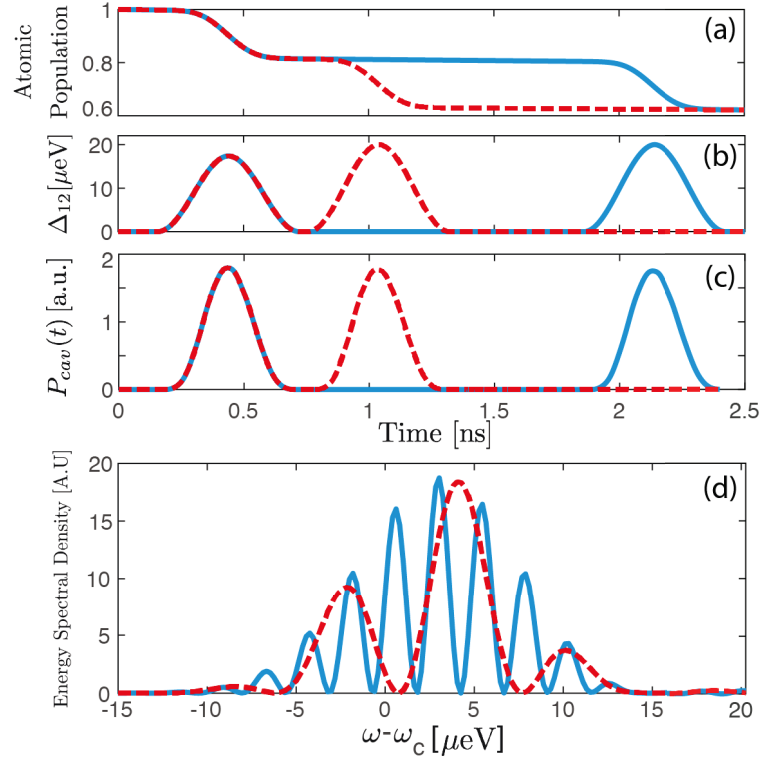 1
0.8
0.6
Atomic
Population
(a)
20
10
0
Δ₁₂[μeV]
(b)
2
1
0
P_cav(t) [a.u.]
(c)
0 0.5 1 1.5 2 2.5
Time [ns]
20
15
10
5
0
Energy Spectral Density [A.U]
(d)
-15 -10 -5 0 5 10 15 20
ω-ω_c [μeV]